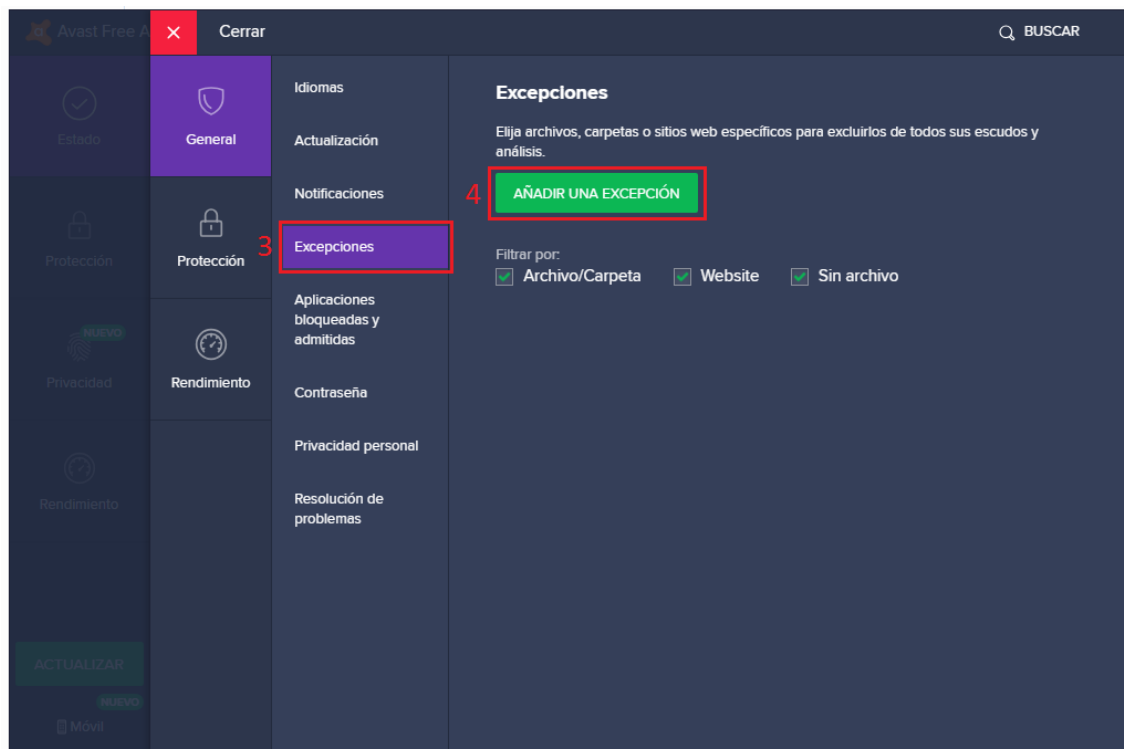 Avast Free A
Cerrar
BUSCAR
Estado
Protección
NUEVO
Privacidad
Rendimiento
ACTUALIZAR
NUEVO
Móvil
General
Protección
Rendimiento
Idiomas
Actualización
Notificaciones
3
Excepciones
Aplicaciones
bloqueadas y
admitidas
Contraseña
Privacidad personal
Resolución de
problemas
Excepciones
Elija archivos, carpetas o sitios web específicos para excluirlos de todos sus escudos y
análisis.
4 AÑADIR UNA EXCEPCIÓN
Filtrar por:
Archivo/Carpeta Website Sin archivo